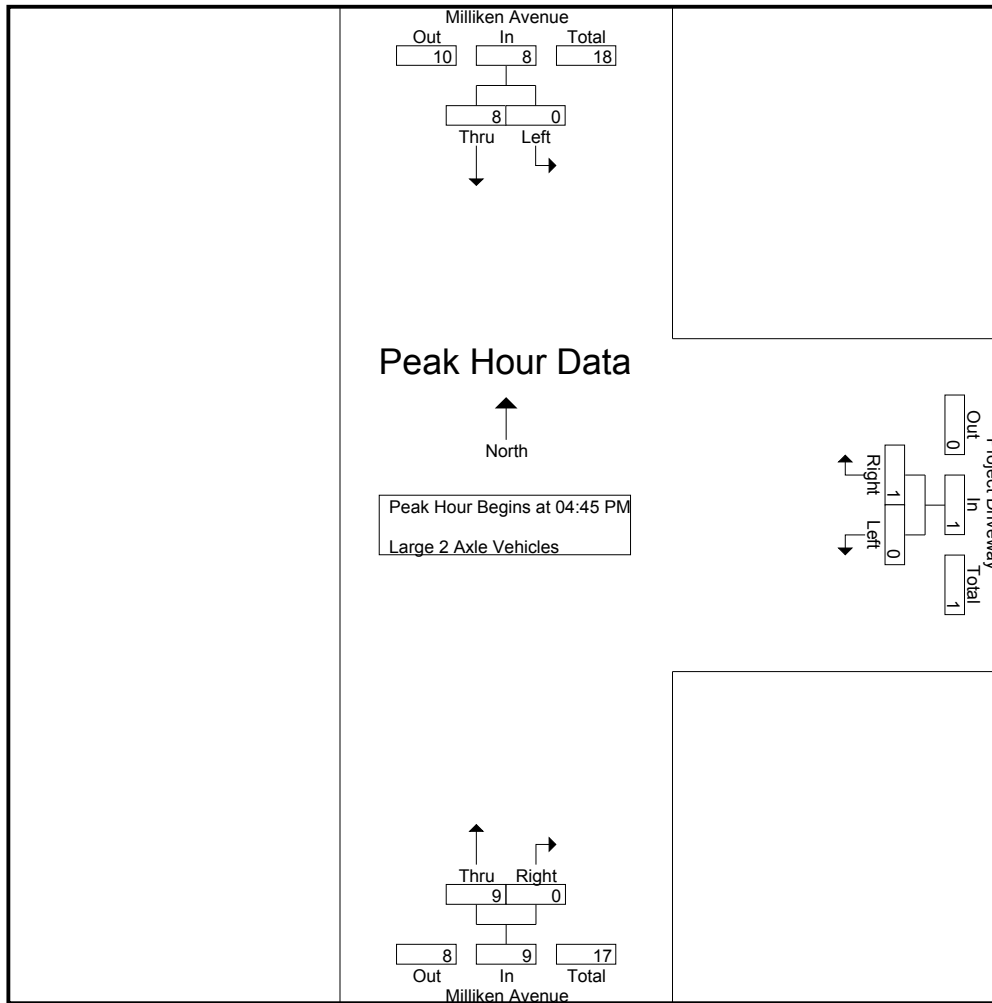 Milliken Avenue
Out In Total
10 8 18
8 0
Thru Left
Peak Hour Data
North
Peak Hour Begins at 04:45 PM
Large 2 Axle Vehicles
Project Driveway
Out In Total
0 1 1
Right Left
1 0
Thru Right
9 0
8 9 17
Out In Total
Milliken Avenue